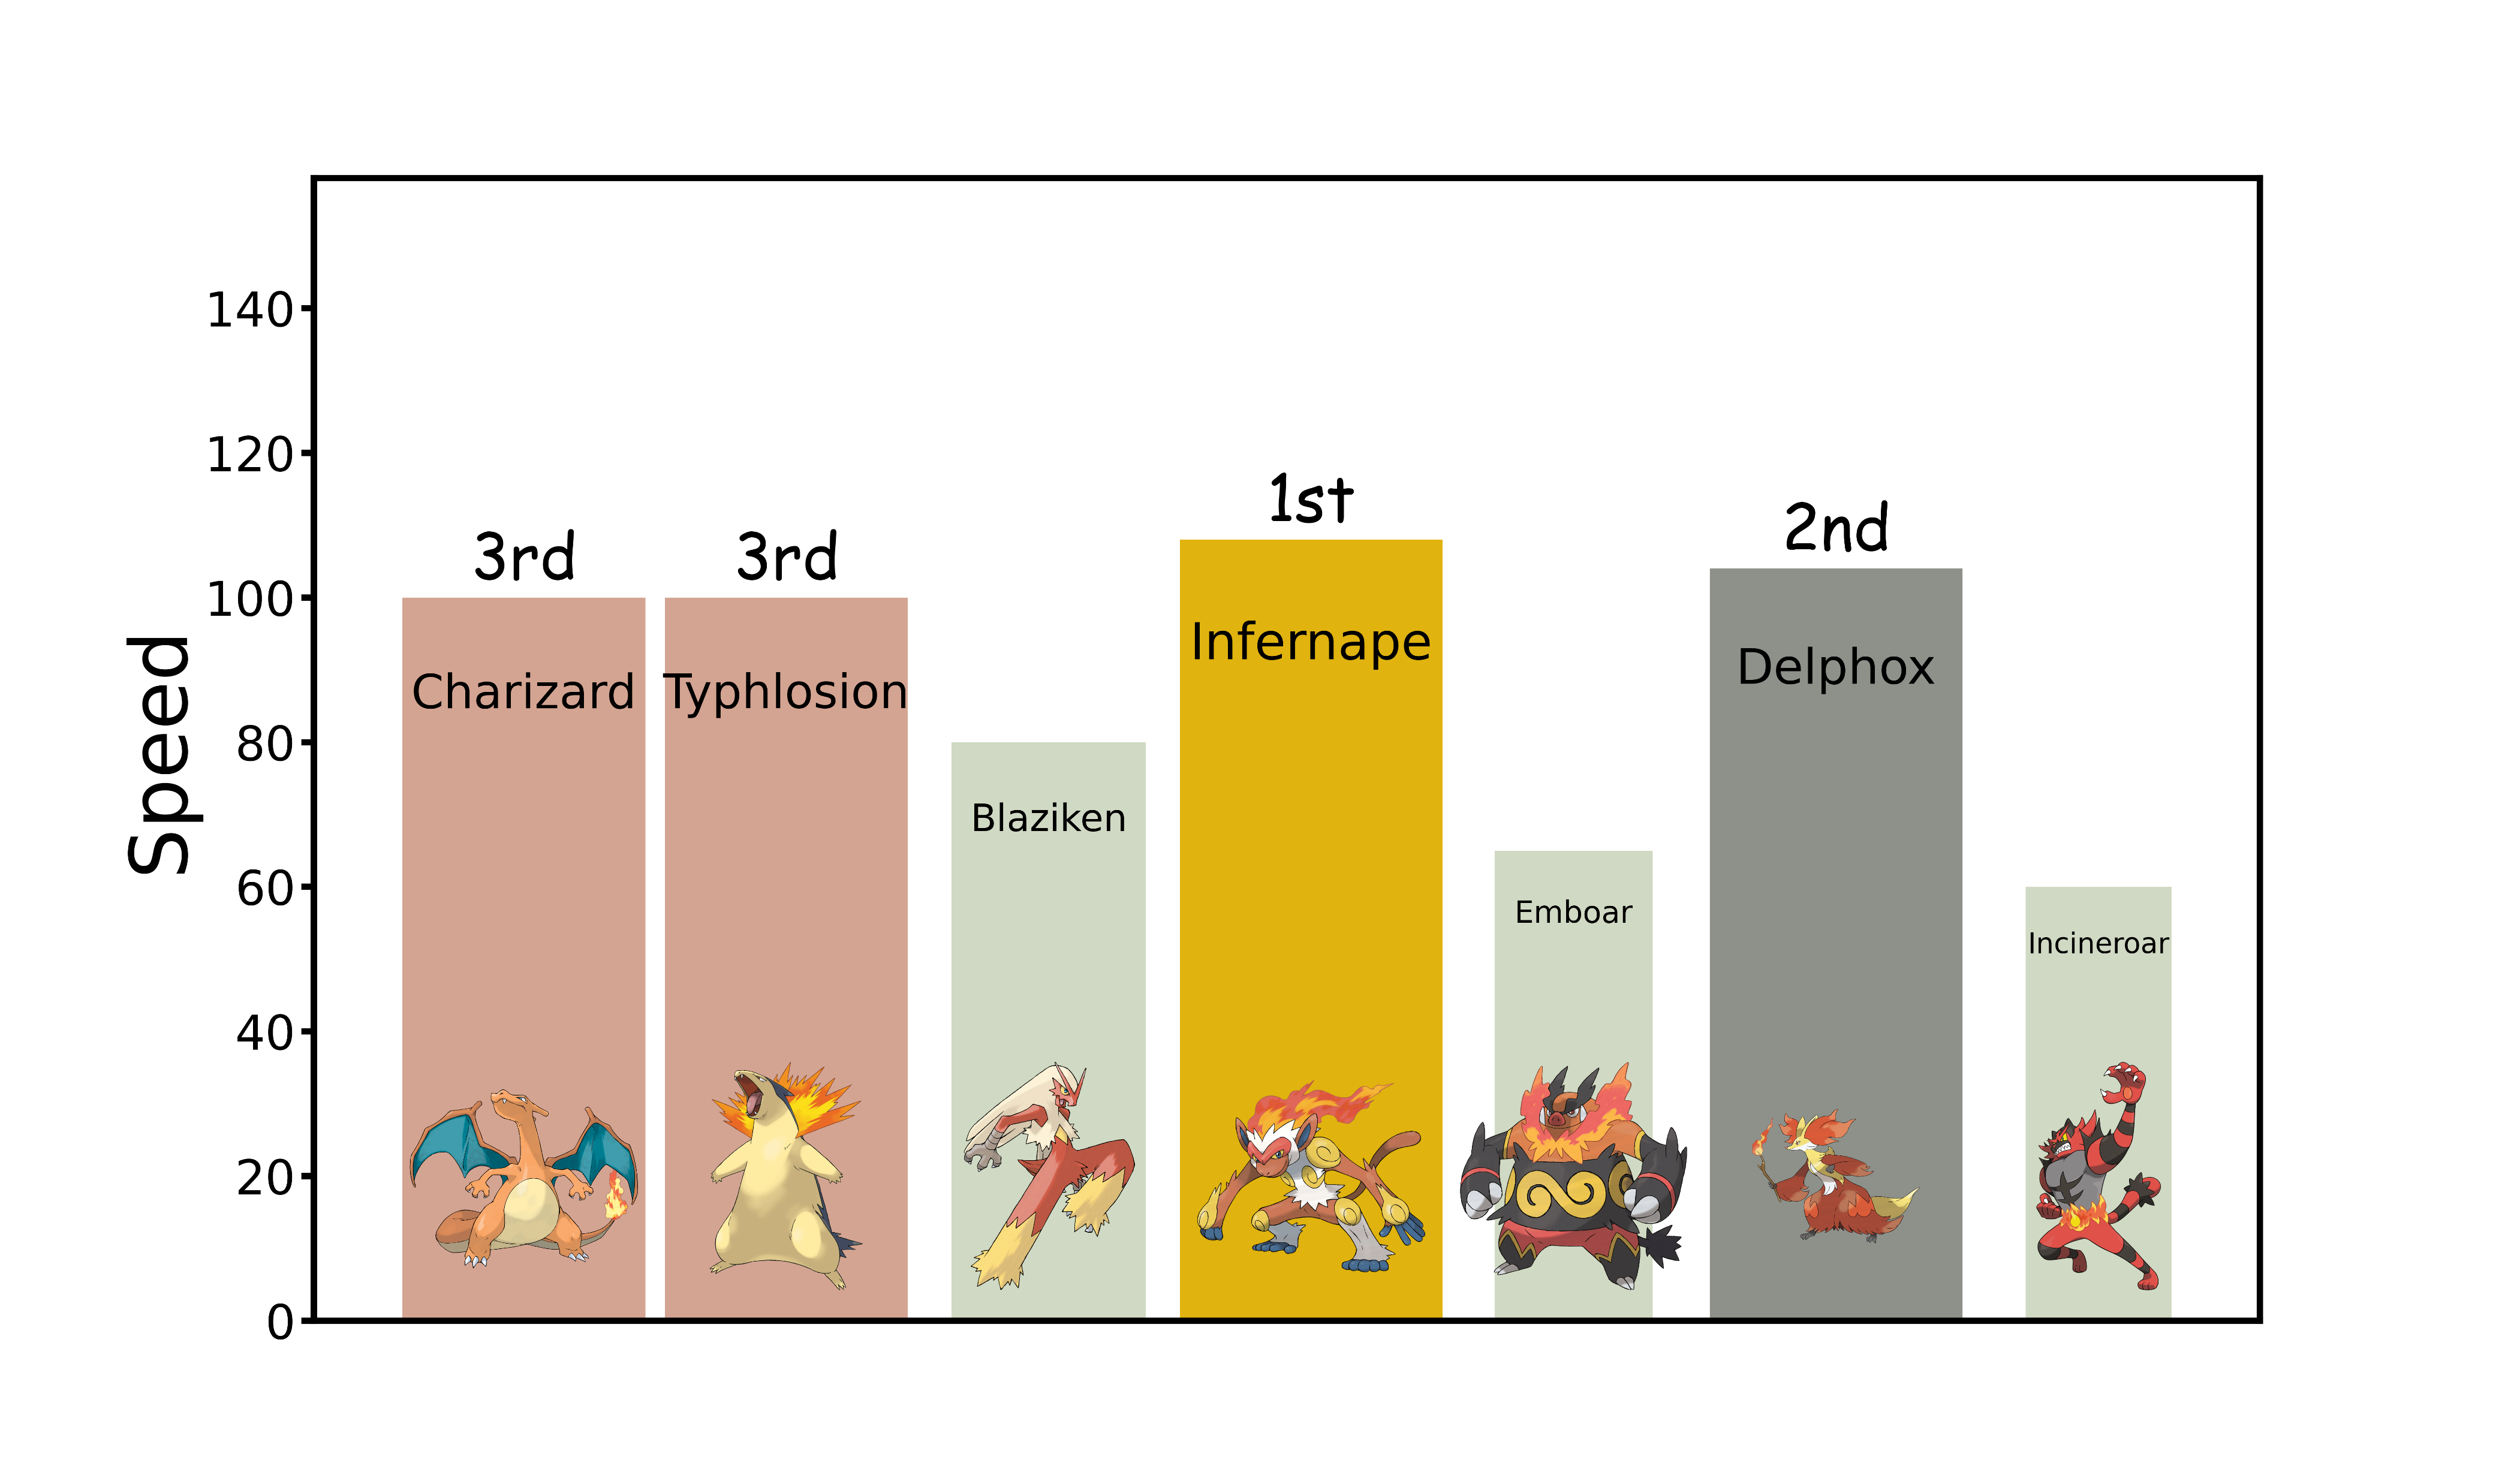 Speed
140
120
100
80
60
40
20
0
3rd
3rd
1st
2nd
Charizard
Typhlosion
Blaziken
Infernape
Emboar
Delphox
Incineroar